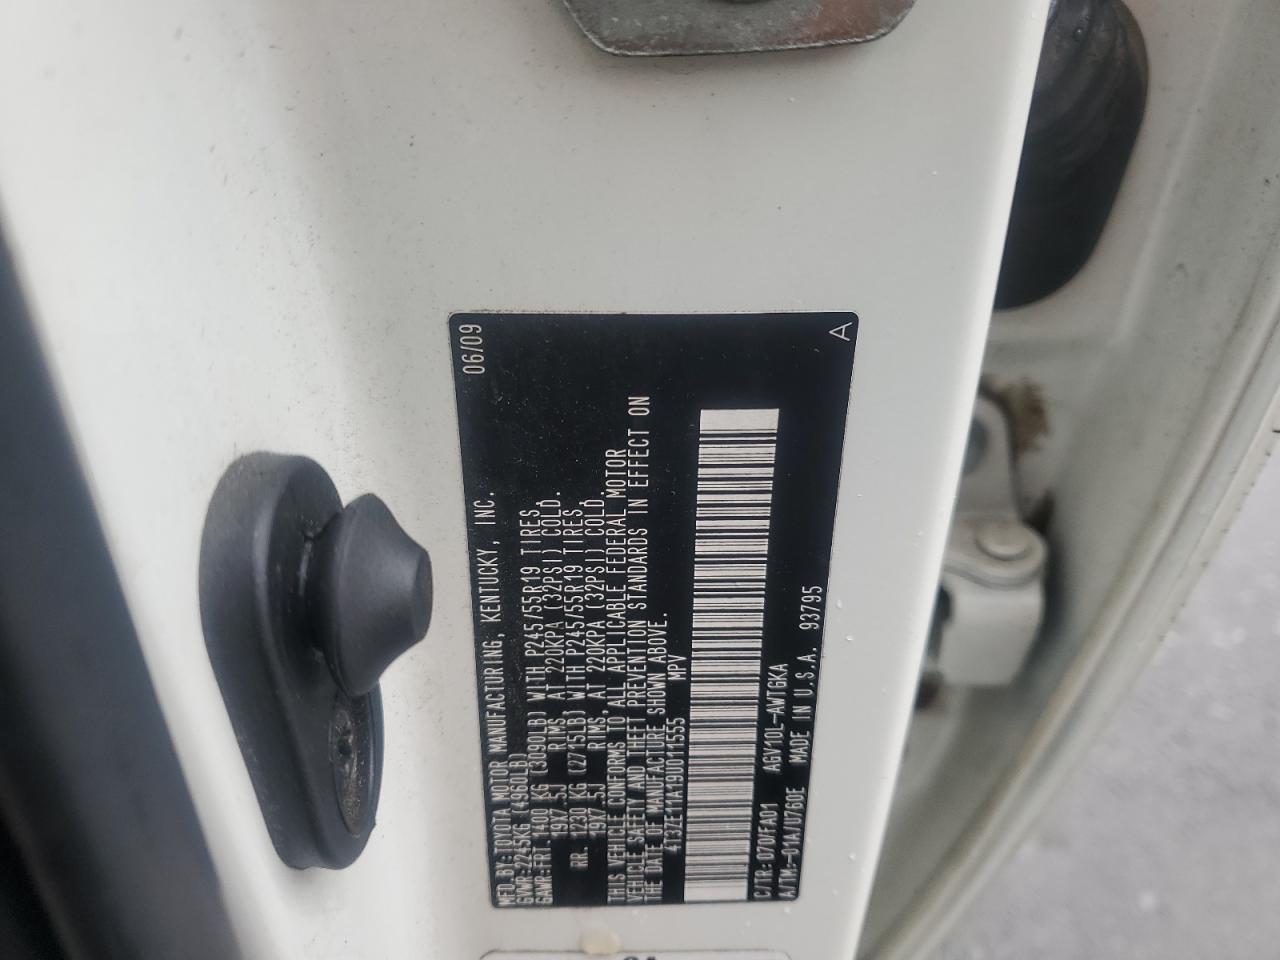 MFD. BY: TOYOTA MOTOR MANUFACTURING, KENTUCKY, INC. 06/09
GVWR: 2245KG (4960LB)
GAWR: FR. 1400 KG (3090LB) WITH P245/55R19 TIRES,
19X7.5J RIMS, AT 220KPA (32PSI) COLD.
RR. 1230 KG (2715LB) WITH P245/55R19 TIRES,
19X7.5J RIMS, AT 220KPA (32PSI) COLD.
THIS VEHICLE CONFORMS TO ALL APPLICABLE FEDERAL MOTOR
VEHICLE SAFETY AND THEFT PREVENTION STANDARDS IN EFFECT ON
THE DATE OF MANUFACTURE SHOWN ABOVE.
4T3ZE11A19U011555 MPV
C/TR: 070/FA01 AGV10L-AWTGKA
A/TM: -01A/U760E MADE IN U.S.A. 93795 A